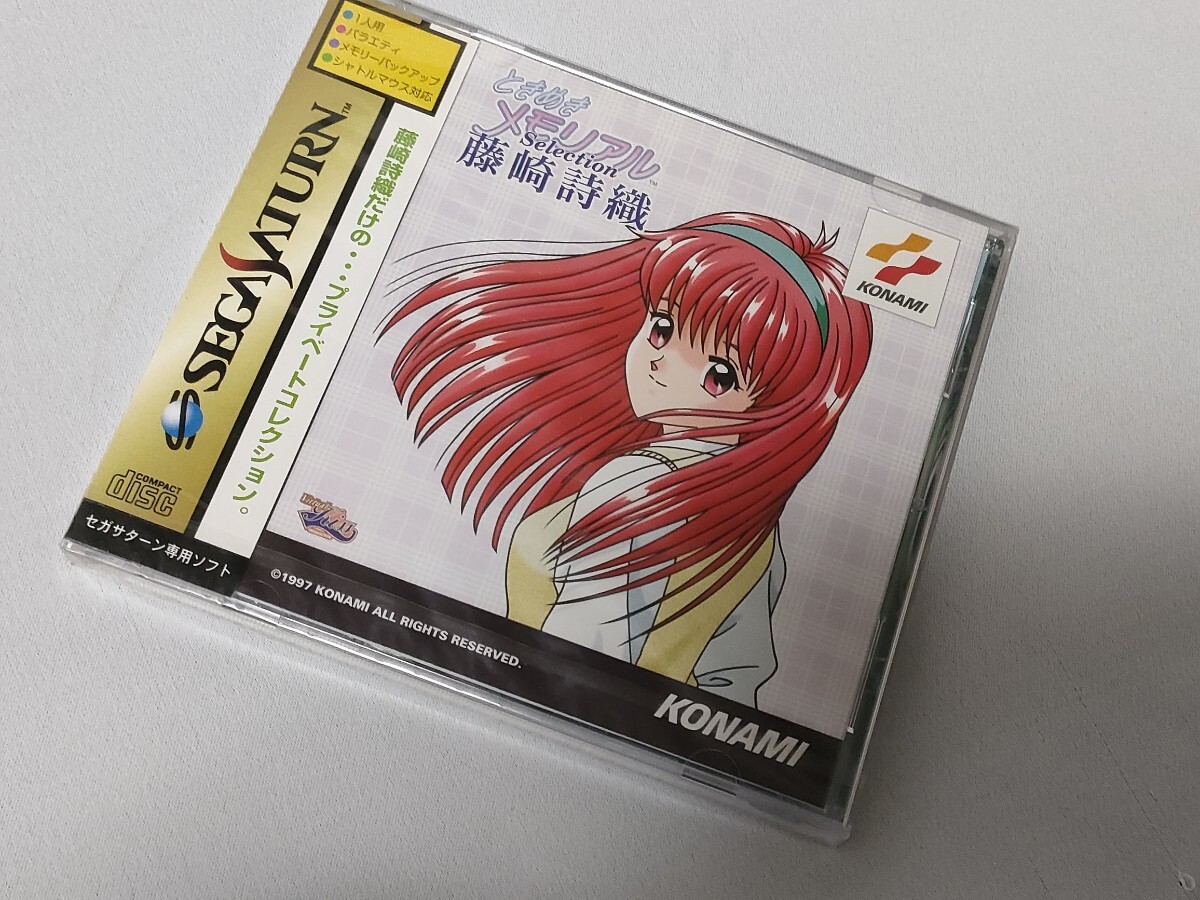 ●1人用
●バラエティ
●メモリーバックアップ
●シャトルマウス対応
SEGA SATURN™
COMPACT
disc
セガサターン専用ソフト
藤崎詩織だけの・・・プライベートコレクション。
ときめき
メモリアル™
Selection
藤崎詩織
KONAMI
©1997 KONAMI ALL RIGHTS RESERVED.
KONAMI